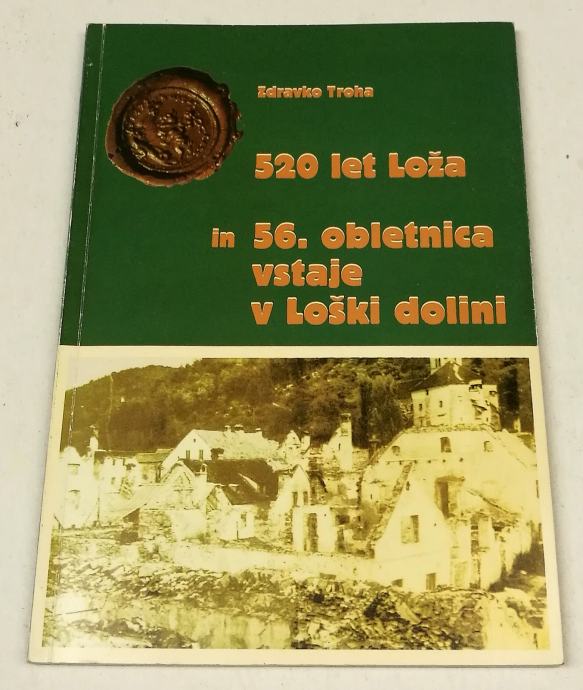 Zdravko Troha
520 let Loža
in 56. obletnica
vstaje
v Loški dolini